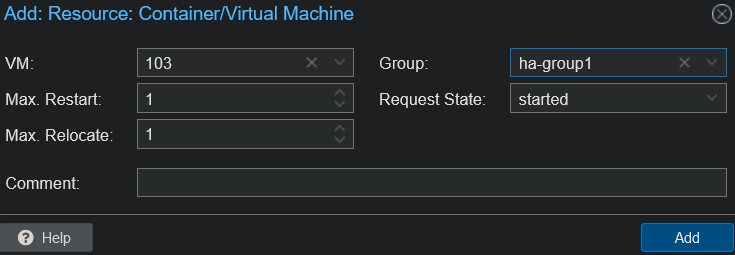 Add: Resource: Container/Virtual Machine
VM: 103 Group: ha-group1
Max. Restart: 1 Request State: started
Max. Relocate: 1
Comment:
Help Add